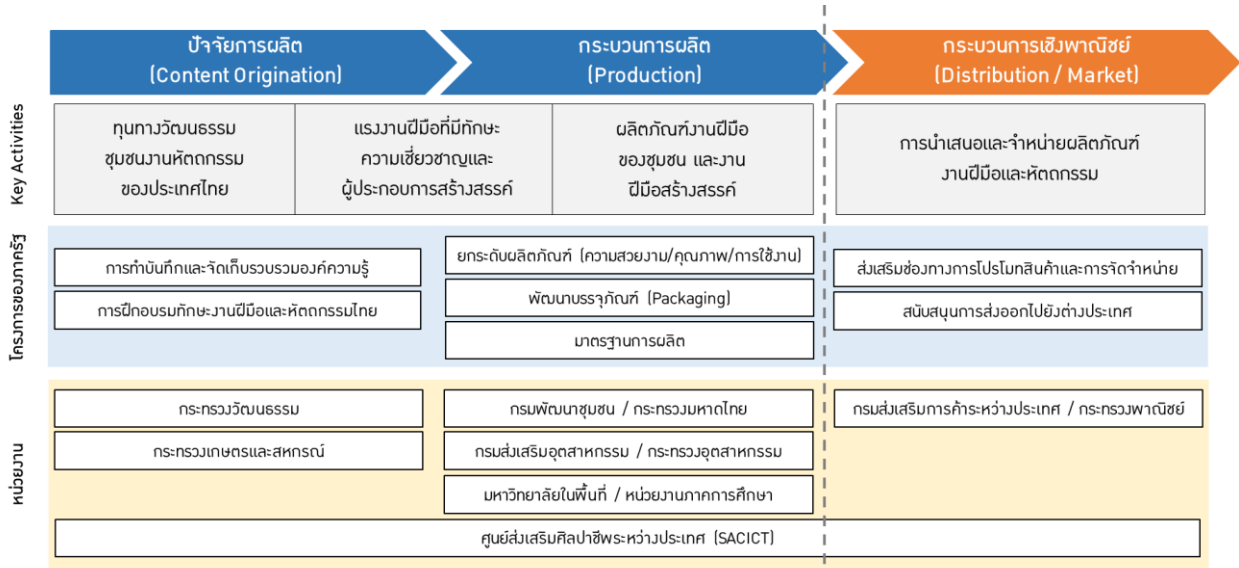 ปัจจัยการผลิต
(Content Origination)
กระบวนการผลิต
(Production)
กระบวนการเชิงพาณิชย์
(Distribution / Market)
Key Activities
ทุนทางวัฒนธรรม
ชุมชนงานหัตถกรรม
ของประเทศไทย
แรงงานฝีมือที่มีทักษะ
ความเชี่ยวชาญและ
ผู้ประกอบการสร้างสรรค์
ผลิตภัณฑ์งานฝีมือ
ของชุมชน และงาน
ฝีมือสร้างสรรค์
การนำเสนอและจำหน่ายผลิตภัณฑ์
งานฝีมือและหัตถกรรม
โครงการของภาครัฐ
การทำบันทึกและจัดเก็บรวบรวมองค์ความรู้
การฝึกอบรมทักษะงานฝีมือและหัตถกรรมไทย
ยกระดับผลิตภัณฑ์ (ความสวยงาม/คุณภาพ/การใช้งาน)
พัฒนาบรรจุภัณฑ์ (Packaging)
มาตรฐานการผลิต
ส่งเสริมช่องทางการโปรโมทสินค้าและการจัดจำหน่าย
สนับสนุนการส่งออกไปยังต่างประเทศ
หน่วยงาน
กระทรวงวัฒนธรรม
กระทรวงเกษตรและสหกรณ์
กรมพัฒนาชุมชน / กระทรวงมหาดไทย
กรมส่งเสริมอุตสาหกรรม / กระทรวงอุตสาหกรรม
มหาวิทยาลัยในพื้นที่ / หน่วยงานภาคการศึกษา
กรมส่งเสริมการค้าระหว่างประเทศ / กระทรวงพาณิชย์
ศูนย์ส่งเสริมศิลปาชีพระหว่างประเทศ (SACICT)